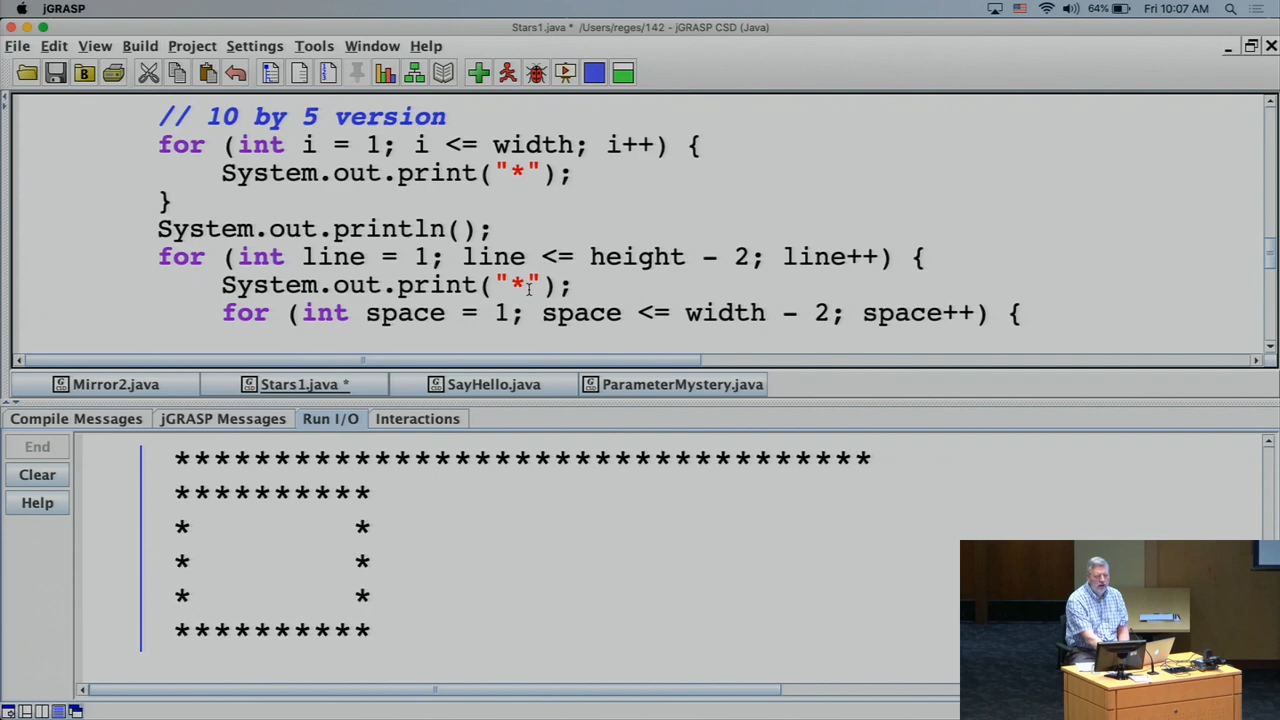 jGRASP
64%
Fri 10:07 AM
Stars1.java * /Users/reges/142 - jGRASP CSD (Java)
File Edit View Build Project Settings Tools Window Help
// 10 by 5 version
for (int i = 1; i <= width; i++) {
System.out.print("*");
}
System.out.println();
for (int line = 1; line <= height - 2; line++) {
System.out.print("*");
for (int space = 1; space <= width - 2; space++) {
Mirror2.java Stars1.java * SayHello.java ParameterMystery.java
Compile Messages jGRASP Messages Run I/O Interactions
End
Clear
Help
***********************************
**********
*        *
*        *
*        *
**********